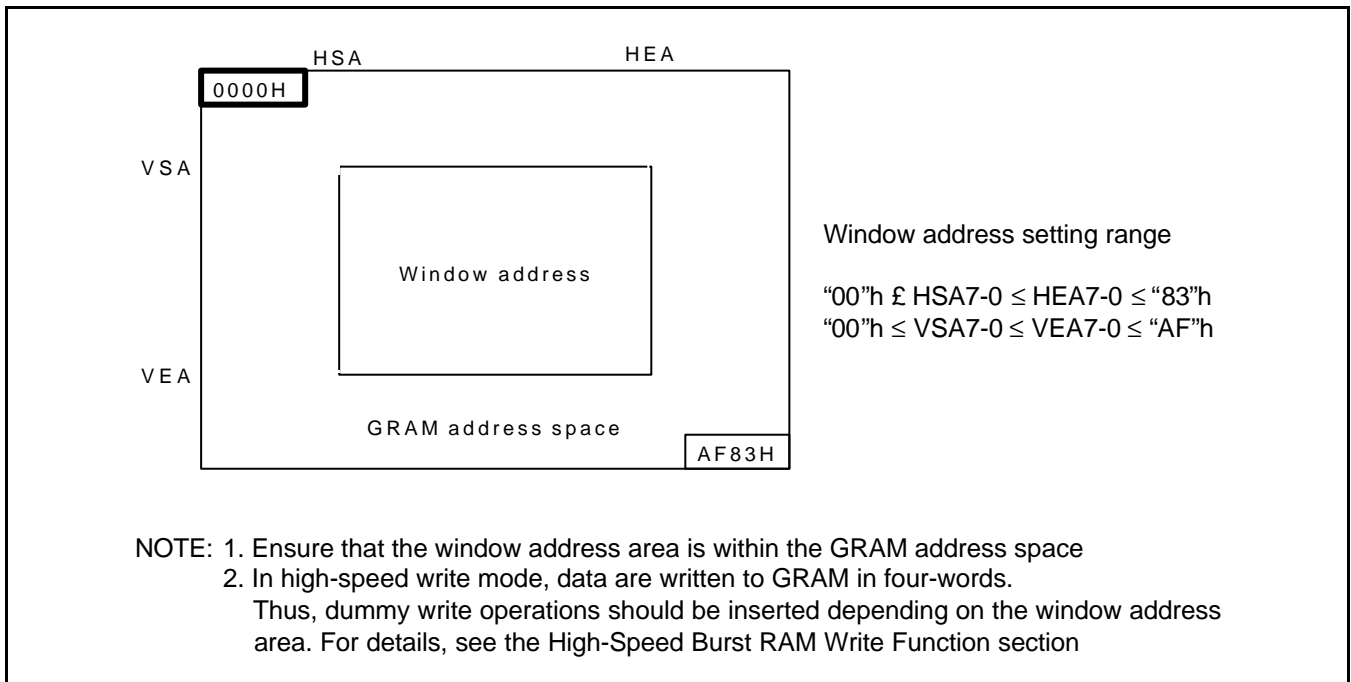 HSA HEA
0000H
VSA
Window address setting range
Window address
“00”h £ HSA7-0 ≤ HEA7-0 ≤ “83”h
“00”h ≤ VSA7-0 ≤ VEA7-0 ≤ “AF”h
VEA
GRAM address space
AF83H
NOTE: 1. Ensure that the window address area is within the GRAM address space
2. In high-speed write mode, data are written to GRAM in four-words.
Thus, dummy write operations should be inserted depending on the window address
area. For details, see the High-Speed Burst RAM Write Function section